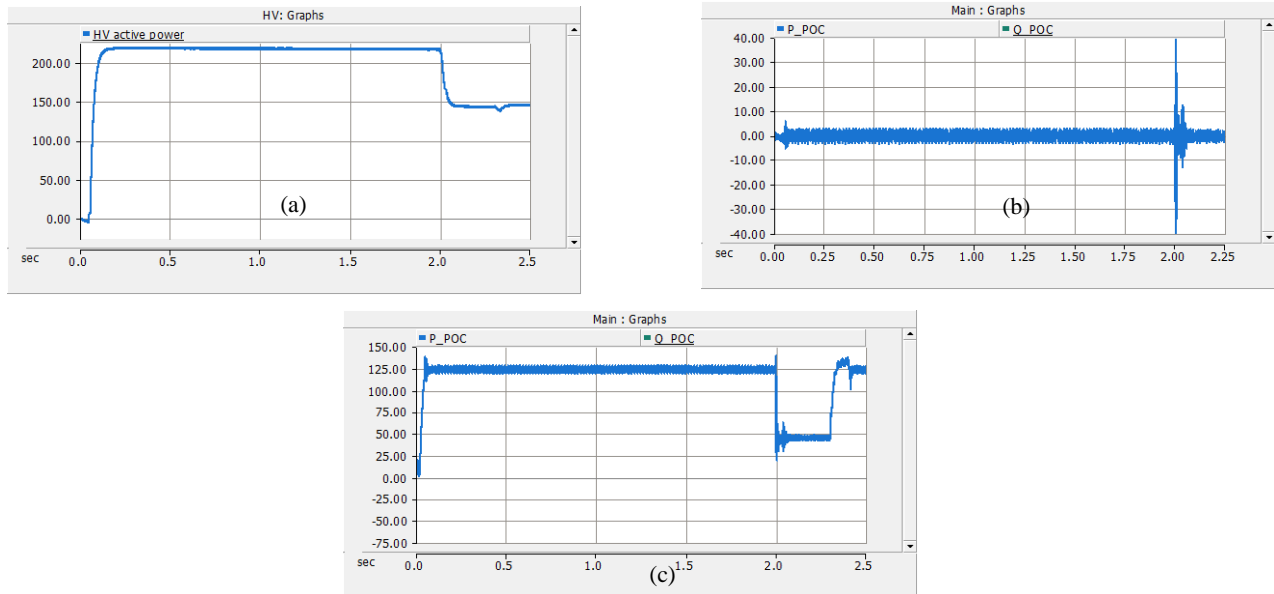 HV: Graphs
HV active power
200.00
150.00
100.00
50.00
0.00
(a)
sec
0.0 0.5 1.0 1.5 2.0 2.5
Main : Graphs
P_POC Q_POC
40.00
30.00
20.00
10.00
0.00
-10.00
-20.00
-30.00
-40.00
(b)
sec
0.00 0.25 0.50 0.75 1.00 1.25 1.50 1.75 2.00 2.25
Main : Graphs
P_POC Q_POC
150.00
125.00
100.00
75.00
50.00
25.00
0.00
-25.00
-50.00
-75.00
sec
0.0 0.5 1.0 1.5 2.0 2.5
(c)